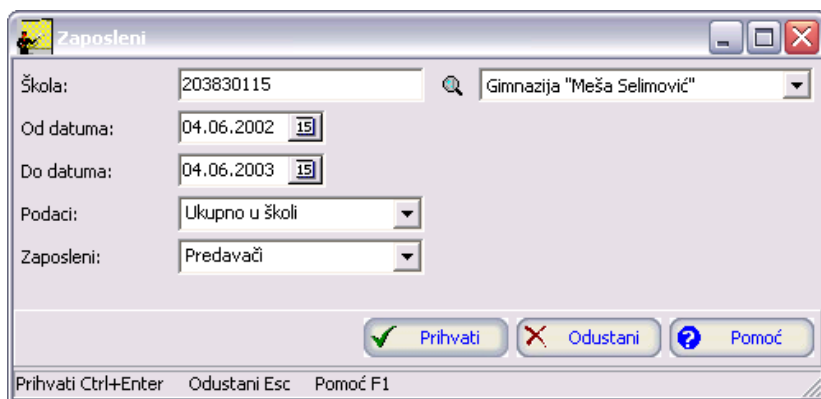 Zaposleni
Škola: 203830115 Gimnazija "Meša Selimović"
Od datuma: 04.06.2002 15
Do datuma: 04.06.2003 15
Podaci: Ukupno u školi
Zaposleni: Predavači
Prihvati Odustani ? Pomoć
Prihvati Ctrl+Enter Odustani Esc Pomoć F1